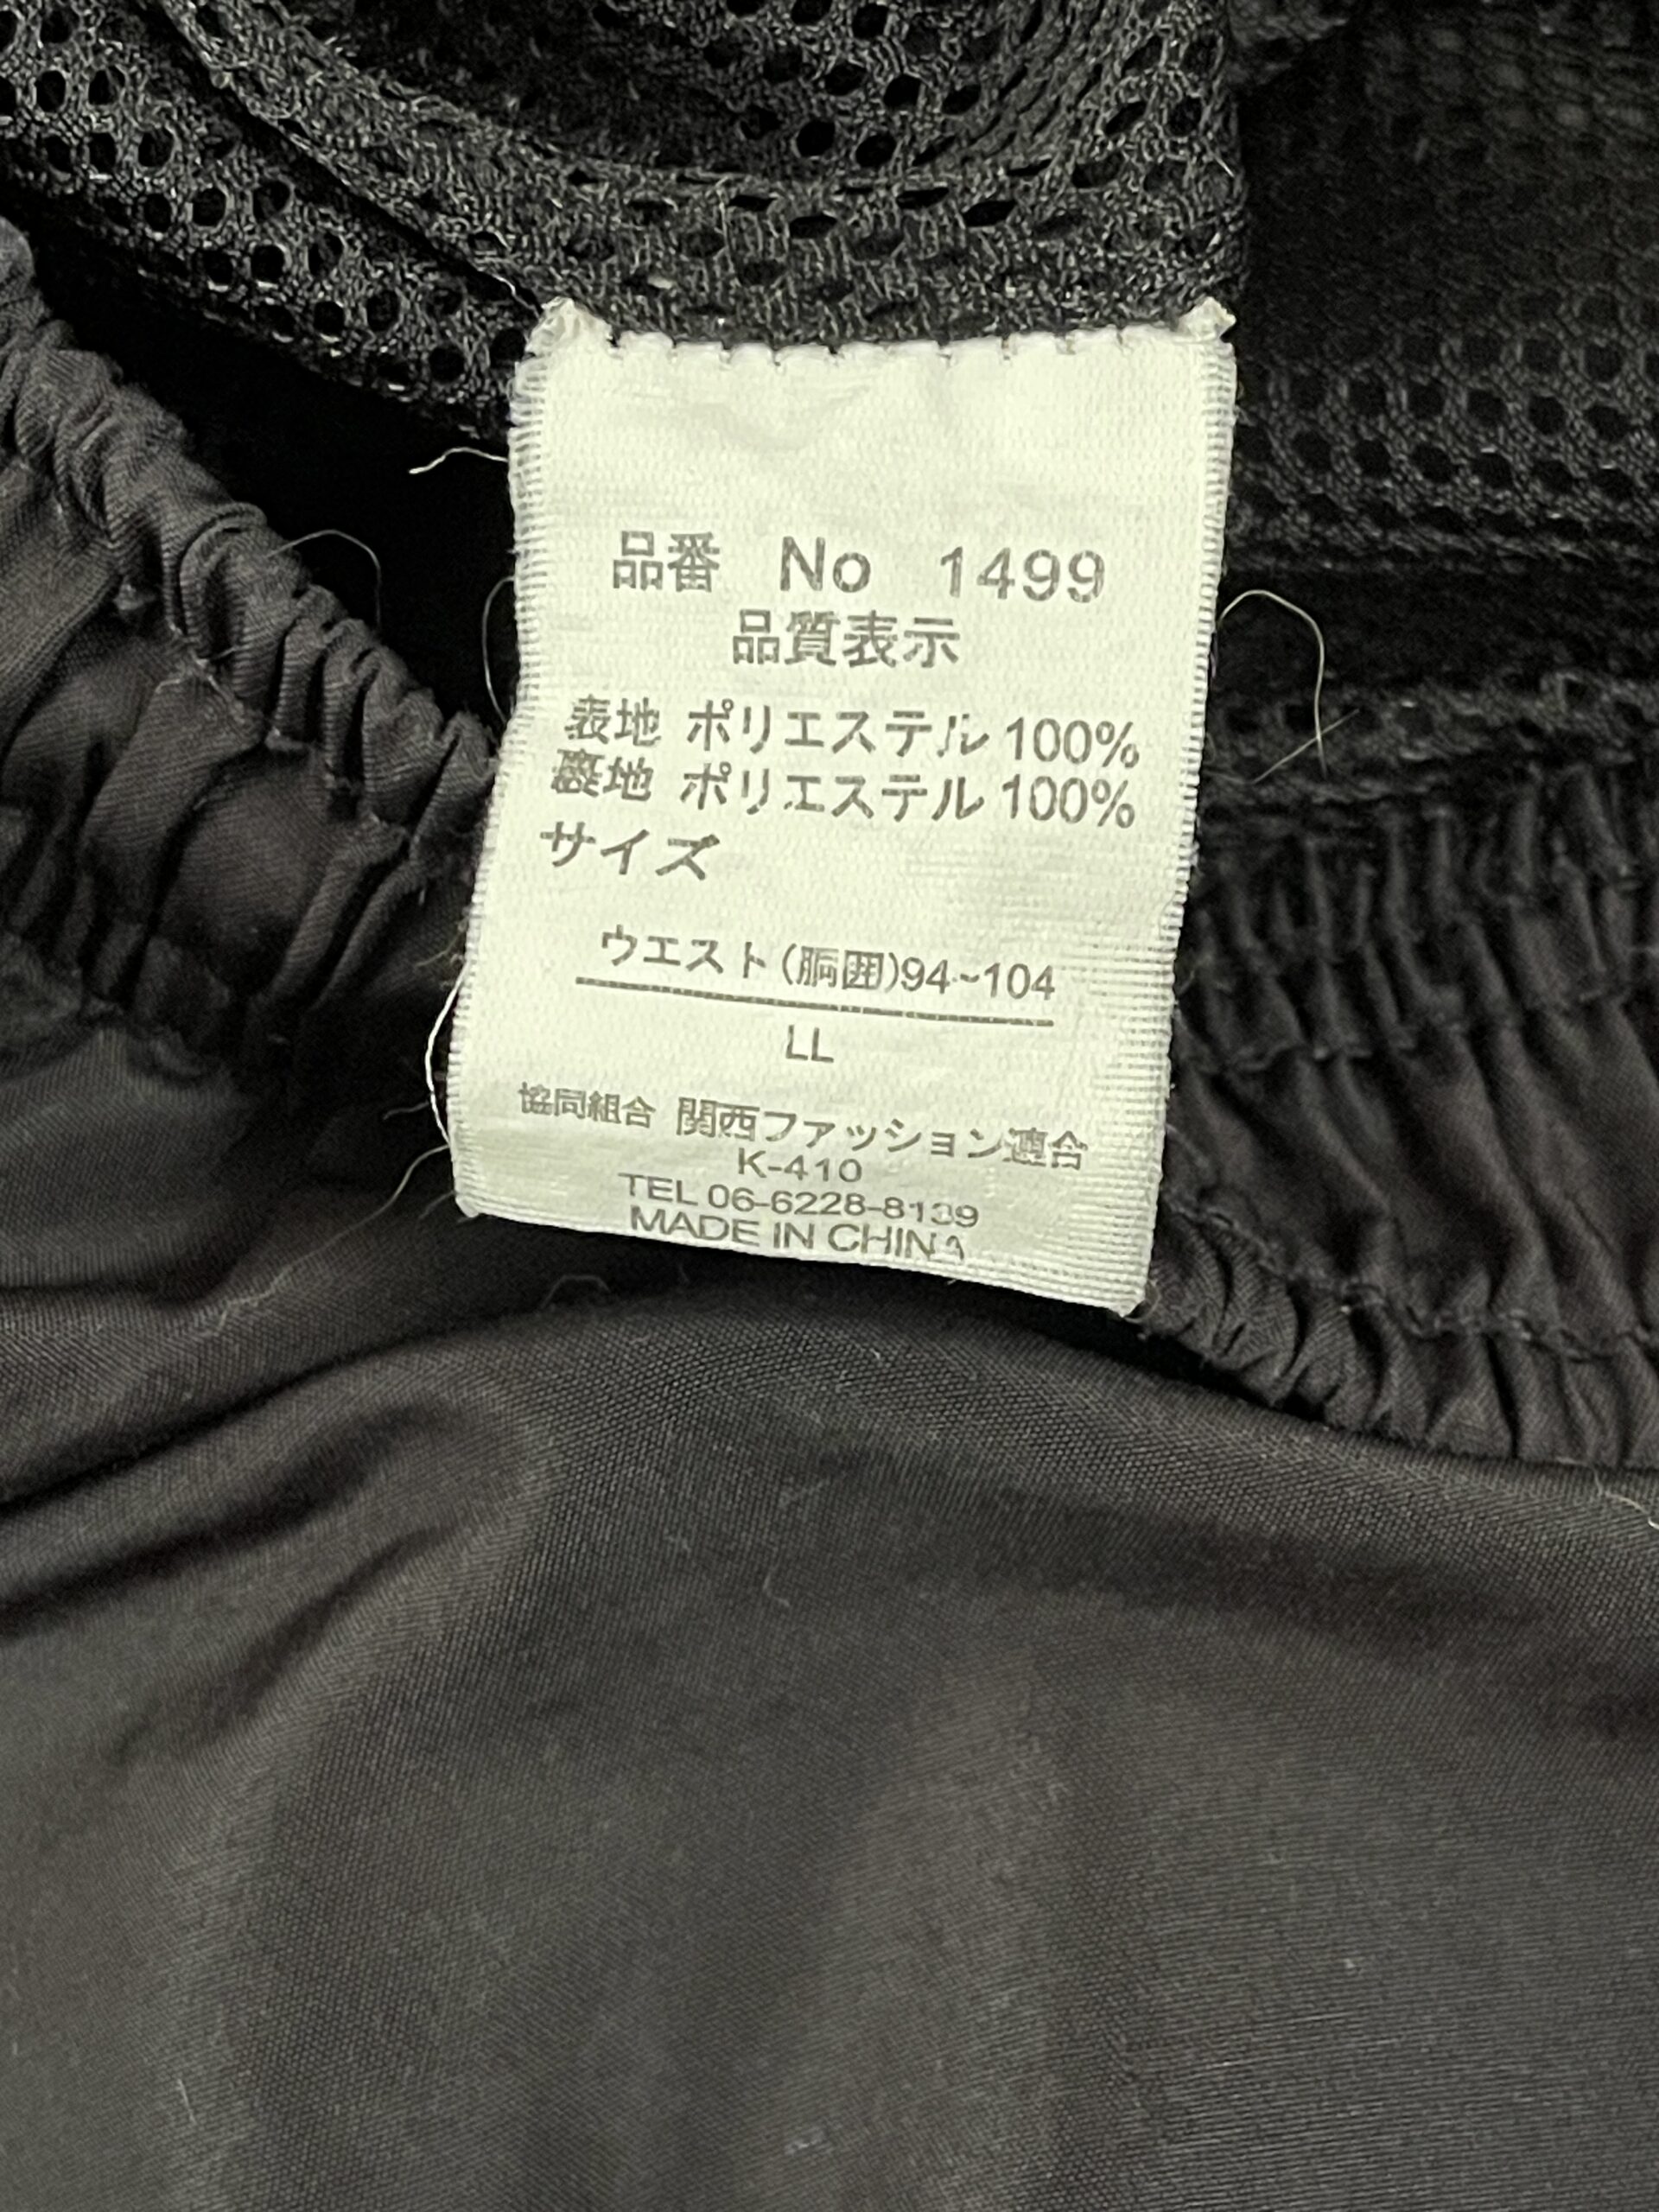 品番 No 1499
品質表示
表地 ポリエステル 100%
裏地 ポリエステル 100%
サイズ
ウエスト(胴囲)94~104
LL
協同組合 関西ファッション連合
K-410
TEL 06-6228-8139
MADE IN CHINA